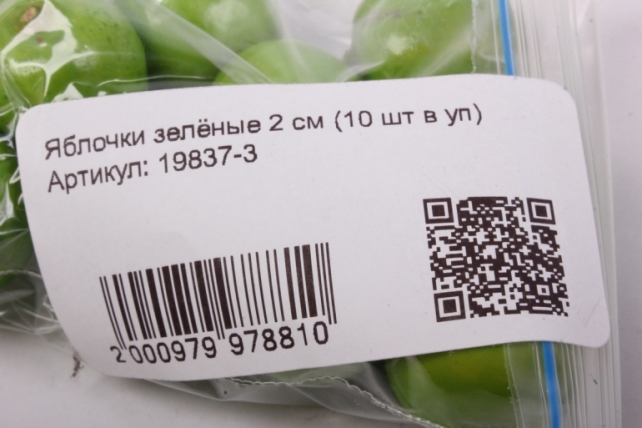 Яблочки зелёные 2 см (10 шт в уп)
Артикул: 19837-3
2 000979 978810